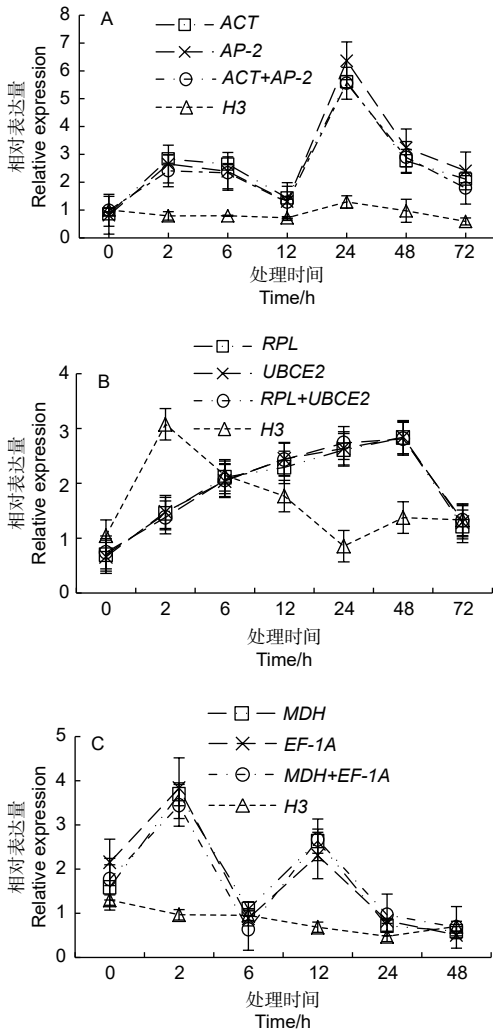 A
ACT
AP-2
ACT+AP-2
H3
相对表达量
Relative expression
8
7
6
5
4
3
2
1
0
0 2 6 12 24 48 72
处理时间
Time/h
B
RPL
UBCE2
RPL+UBCE2
H3
相对表达量
Relative expression
4
3
2
1
0
0 2 6 12 24 48 72
处理时间
Time/h
C
MDH
EF-1A
MDH+EF-1A
H3
相对表达量
Relative expression
5
4
3
2
1
0
0 2 6 12 24 48
处理时间
Time/h